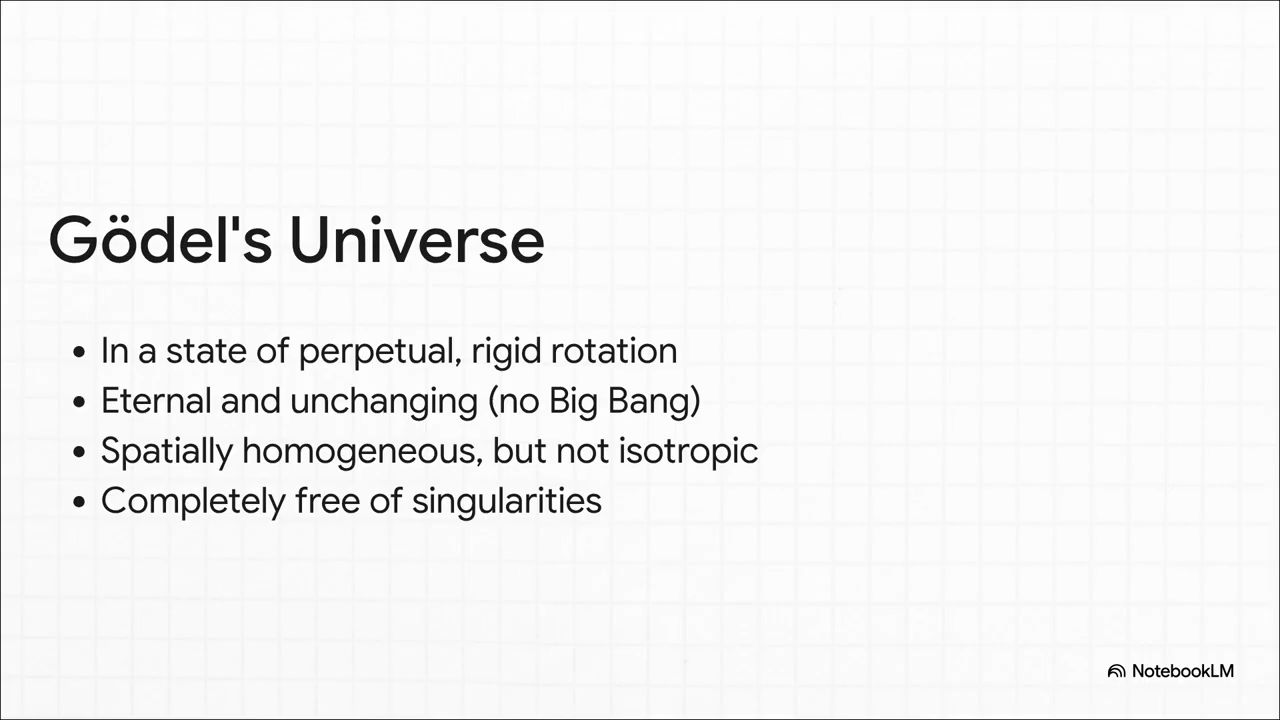 Gödel's Universe
• In a state of perpetual, rigid rotation
• Eternal and unchanging (no Big Bang)
• Spatially homogeneous, but not isotropic
• Completely free of singularities
NotebookLM